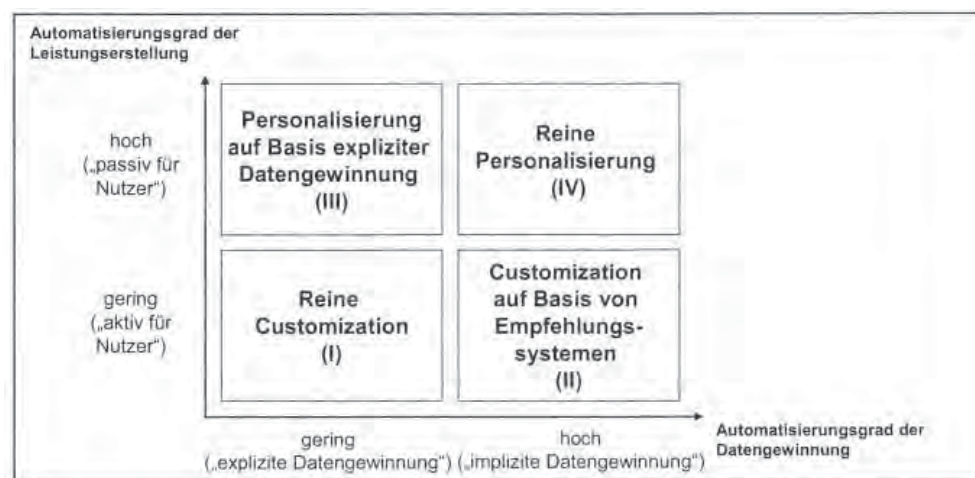 Automatisierungsgrad der
Leistungserstellung
hoch
(„passiv für
Nutzer“)
Personalisierung
auf Basis expliziter
Datengewinnung
(III)
Reine
Personalisierung
(IV)
gering
(„aktiv für
Nutzer“)
Reine
Customization
(I)
Customization
auf Basis von
Empfehlungs-
systemen
(II)
gering
(„explizite Datengewinnung“)
hoch
(„implizite Datengewinnung“)
Automatisierungsgrad der
Datengewinnung